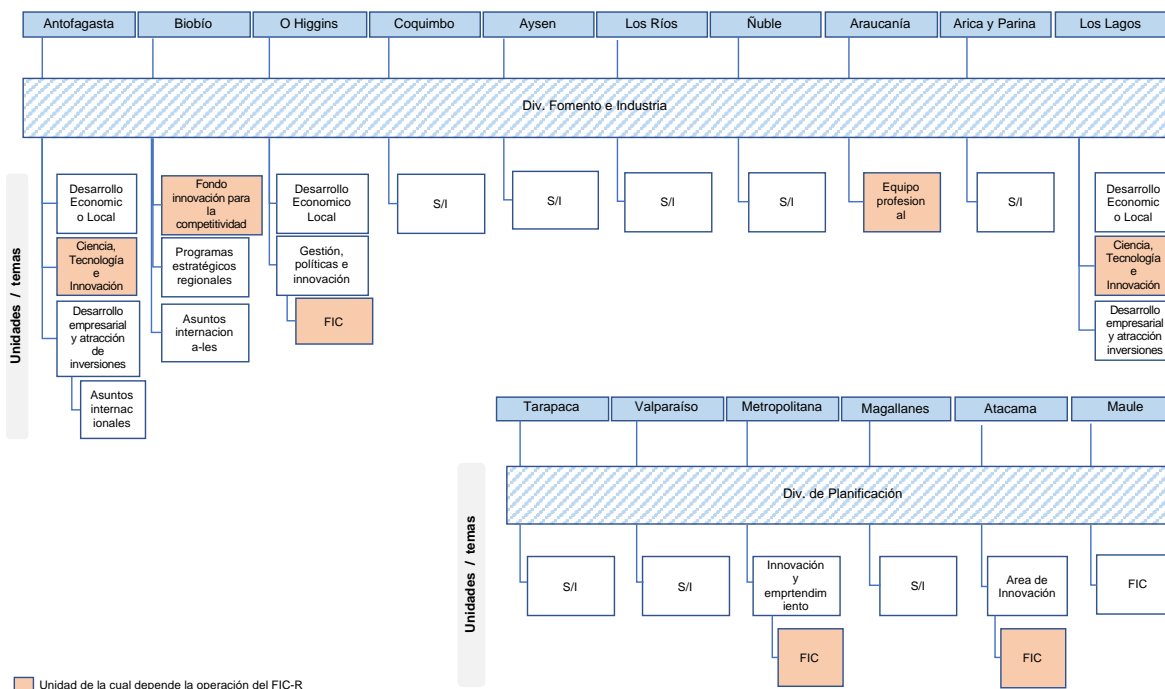 Antofagasta
Biobío
O Higgins
Coquimbo
Aysen
Los Ríos
Ñuble
Araucanía
Arica y Parina
Los Lagos
Div. Fomento e Industria
Unidades / temas
Desarrollo
Economic
o Local
Ciencia,
Tecnología
e
Innovación
Desarrollo
empresarial
y atracción
de
inversiones
Asuntos
internac
ionales
Fondo
innovación para
la
competitividad
Programas
estratégicos
regionales
Asuntos
internacion
a-les
Desarrollo
Economico
Local
Gestión,
políticas e
innovación
FIC
S/I
S/I
S/I
S/I
Equipo
profesion
al
S/I
Desarrollo
Economic
o Local
Ciencia,
Tecnología
e
Innovación
Desarrollo
empresarial
y atracción
inversiones
Tarapaca
Valparaíso
Metropolitana
Magallanes
Atacama
Maule
Div. de Planificación
Unidades / temas
S/I
S/I
Innovación
y
emprtendim
iento
FIC
S/I
Area de
Innovación
FIC
FIC
Unidad de la cual depende la operación del FIC-R